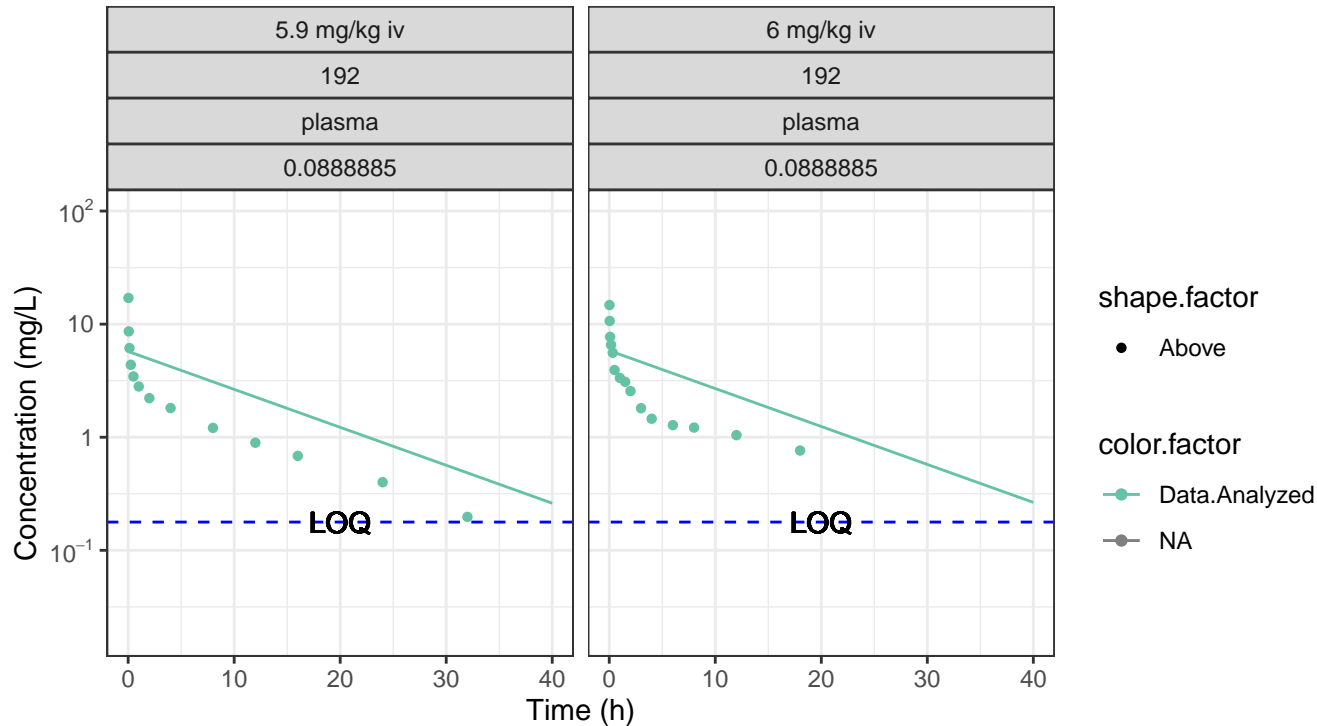 5.9 mg/kg iv
192
plasma
0.0888885
6 mg/kg iv
192
plasma
0.0888885
Concentration (mg/L)
10²
10
1
10⁻¹
LOQ
LOQ
0 10 20 30 40
0 10 20 30 40
Time (h)
shape.factor
Above
color.factor
Data.Analyzed
NA